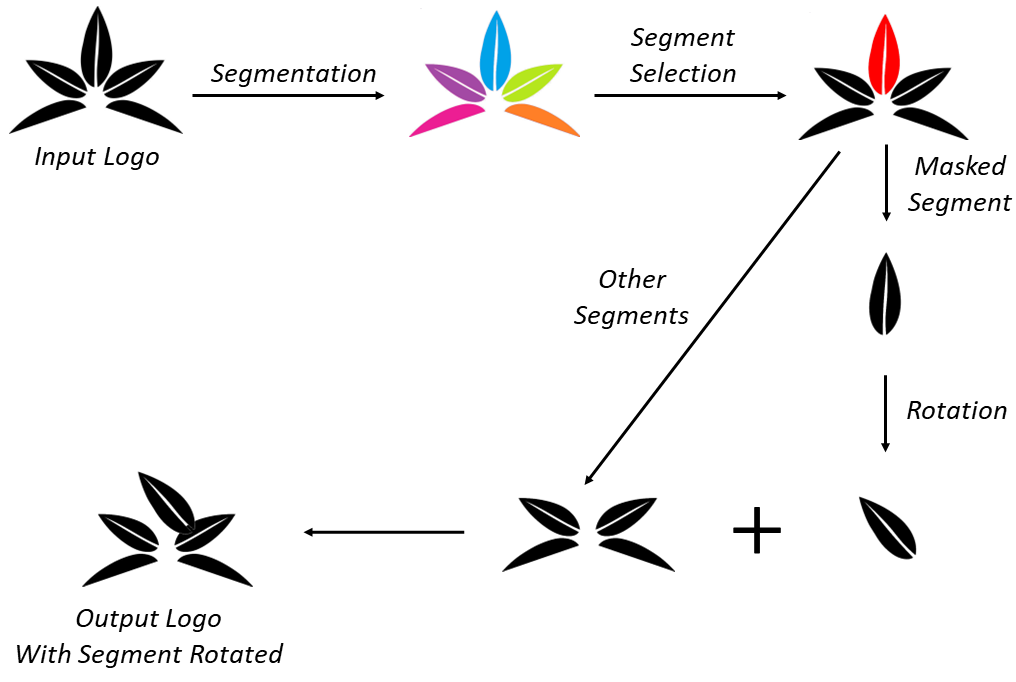 Segmentation
Segment
Selection
Input Logo
Masked
Segment
Other
Segments
Rotation
+
Output Logo
With Segment Rotated